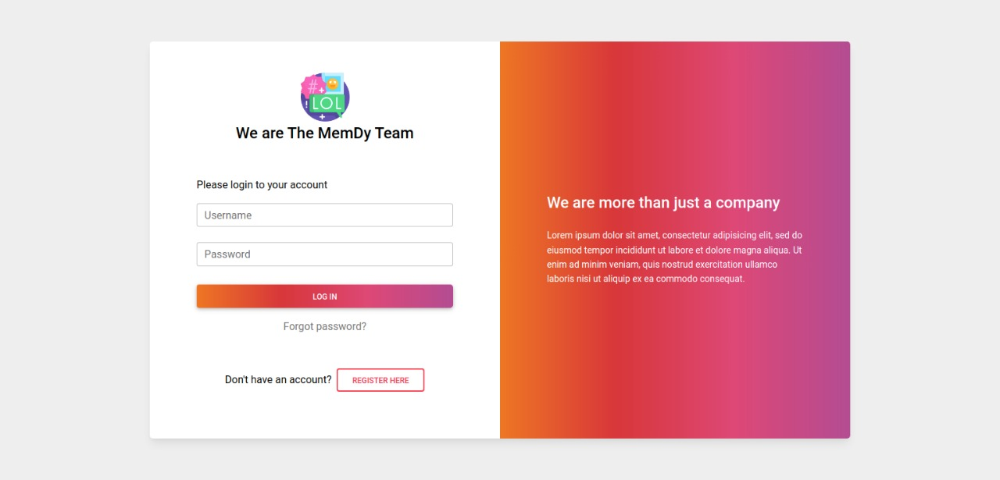 #
LOL
We are The MemDy Team
Please login to your account
Username
Password
LOG IN
Forgot password?
Don't have an account? REGISTER HERE
We are more than just a company
Lorem ipsum dolor sit amet, consectetur adipisicing elit, sed do
eiusmod tempor incididunt ut labore et dolore magna aliqua. Ut
enim ad minim veniam, quis nostrud exercitation ullamco
laboris nisi ut aliquip ex ea commodo consequat.